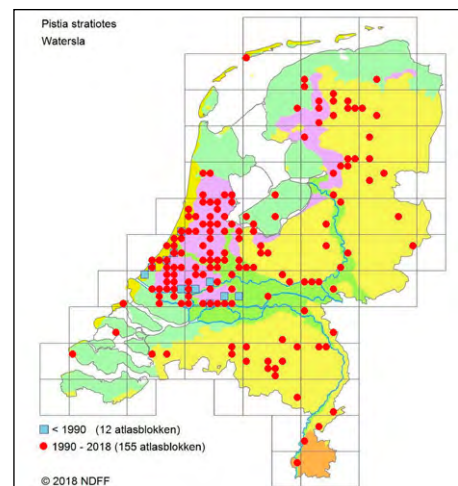 Pistia stratiotes
Watersla
< 1990 (12 atlasblokken)
1990 - 2018 (155 atlasblokken)
© 2018 NDFF